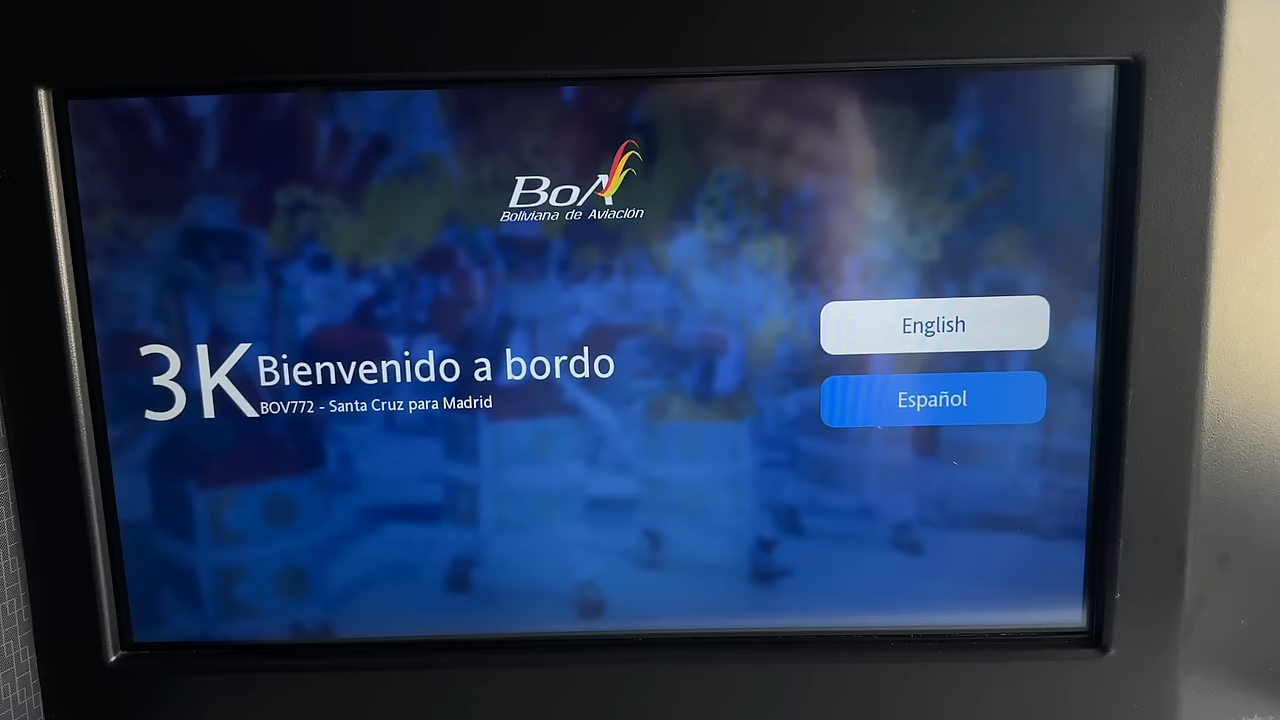 BoA
Boliviana de Aviación
3K
Bienvenido a bordo
BOV772 - Santa Cruz para Madrid
English
Español